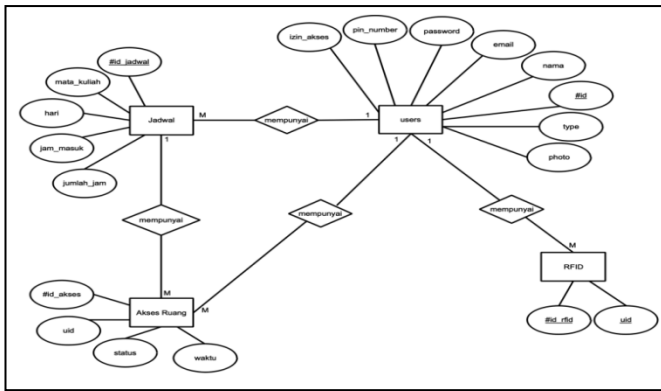 izin_akses
pin_number
password
email
nama
#id
type
photo
#id_jadwal
mata_kuliah
hari
jam_masuk
jumlah_jam
Jadwal
M
mempunyai
1
users
1
1
1
mempunyai
mempunyai
mempunyai
M
M
M
RFID
#id_rfid
uid
#id_akses
uid
status
waktu
Akses Ruang